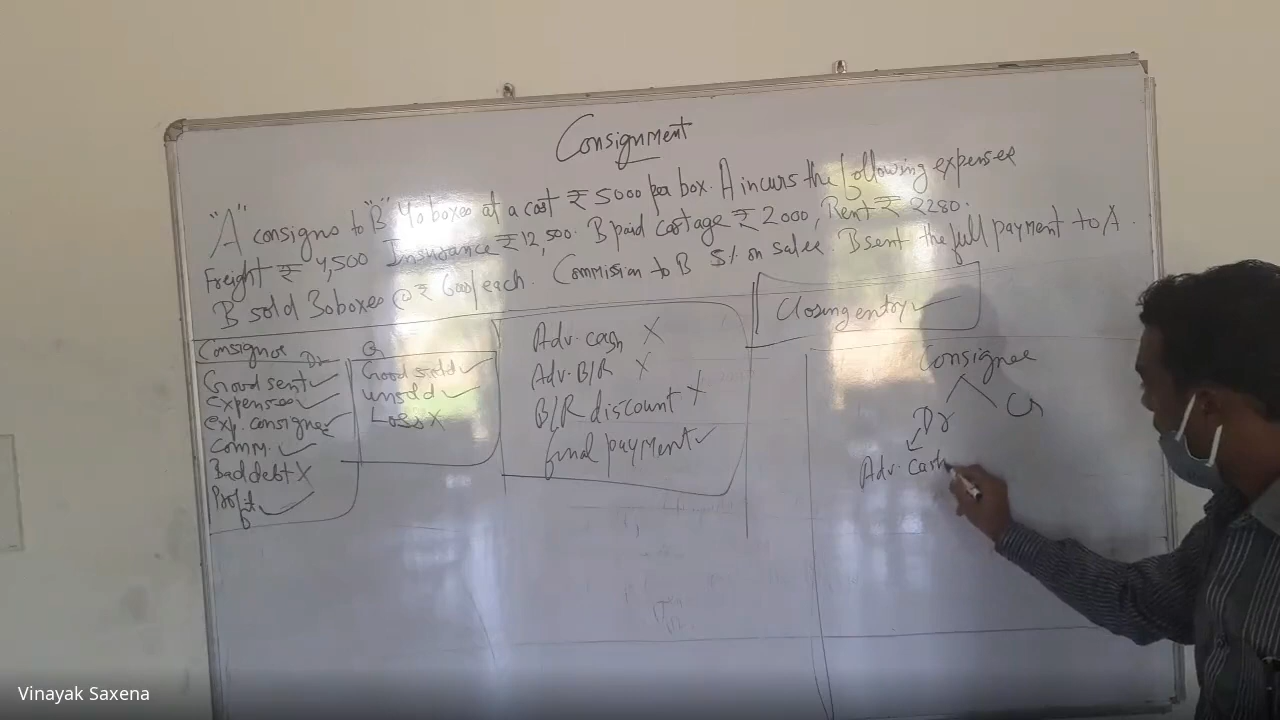 Consignment
"A" consigns to "B" 40 boxes at a cost ₹ 5000 per box. A incurs the following expenses
Freight ₹ 4,500 Insurance ₹ 12,500. B paid cartage ₹ 2000, Rent ₹ 2280.
B sold 30 boxes @ ₹ 6000/each. Commission to B 5% on sales. B sent the full payment to A.
Closing entry ✓
Consignor Dr
Good sent ✓
Expenses ✓
exp. consignee ✓
Comm. ✓
Bad debt X
Profit ✓
Cr
Good sold ✓
unsold ✓
Loss X
Adv. cash X
Adv. B/R X
B/R discount X
final payment ✓
Consignee
Dr
Cr
Adv. Cash
Vinayak Saxena